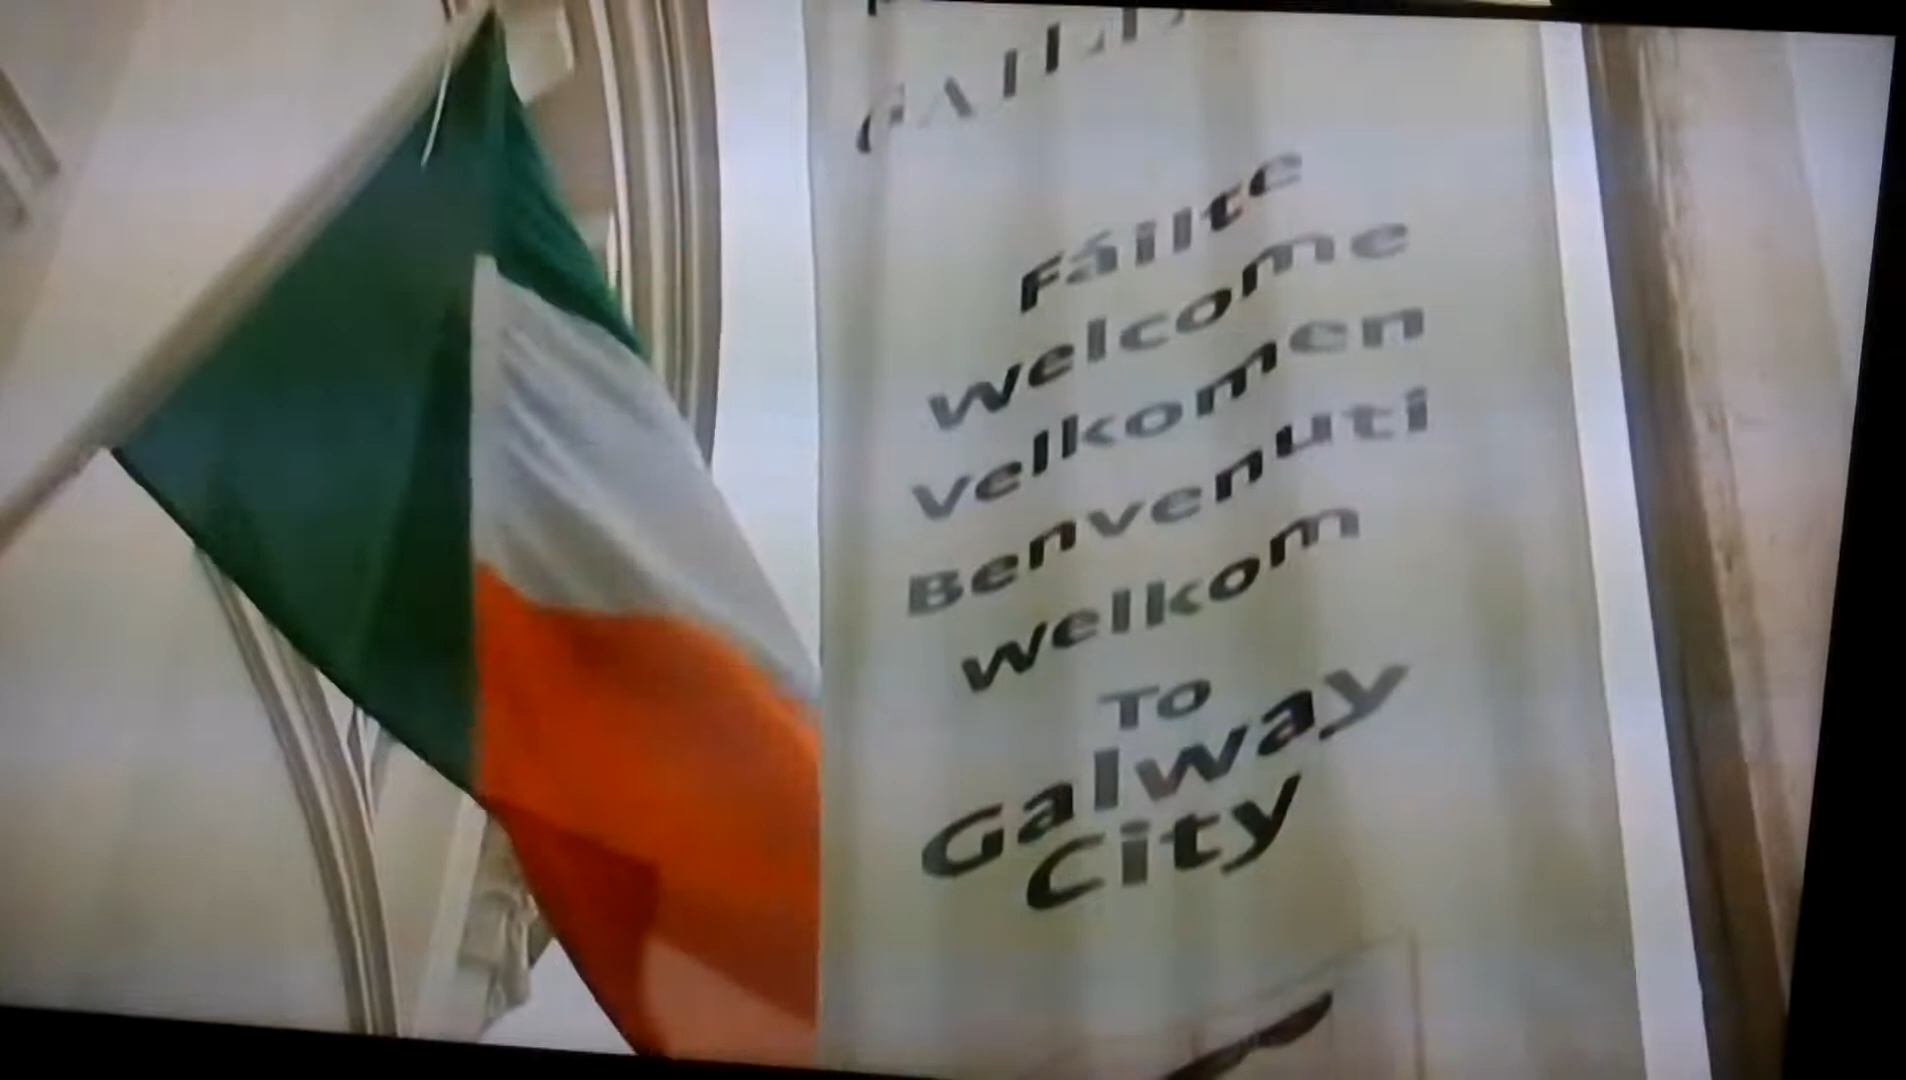 Fáilte
welcome
velkomen
Benvenuti
welkom
To
Galway
City